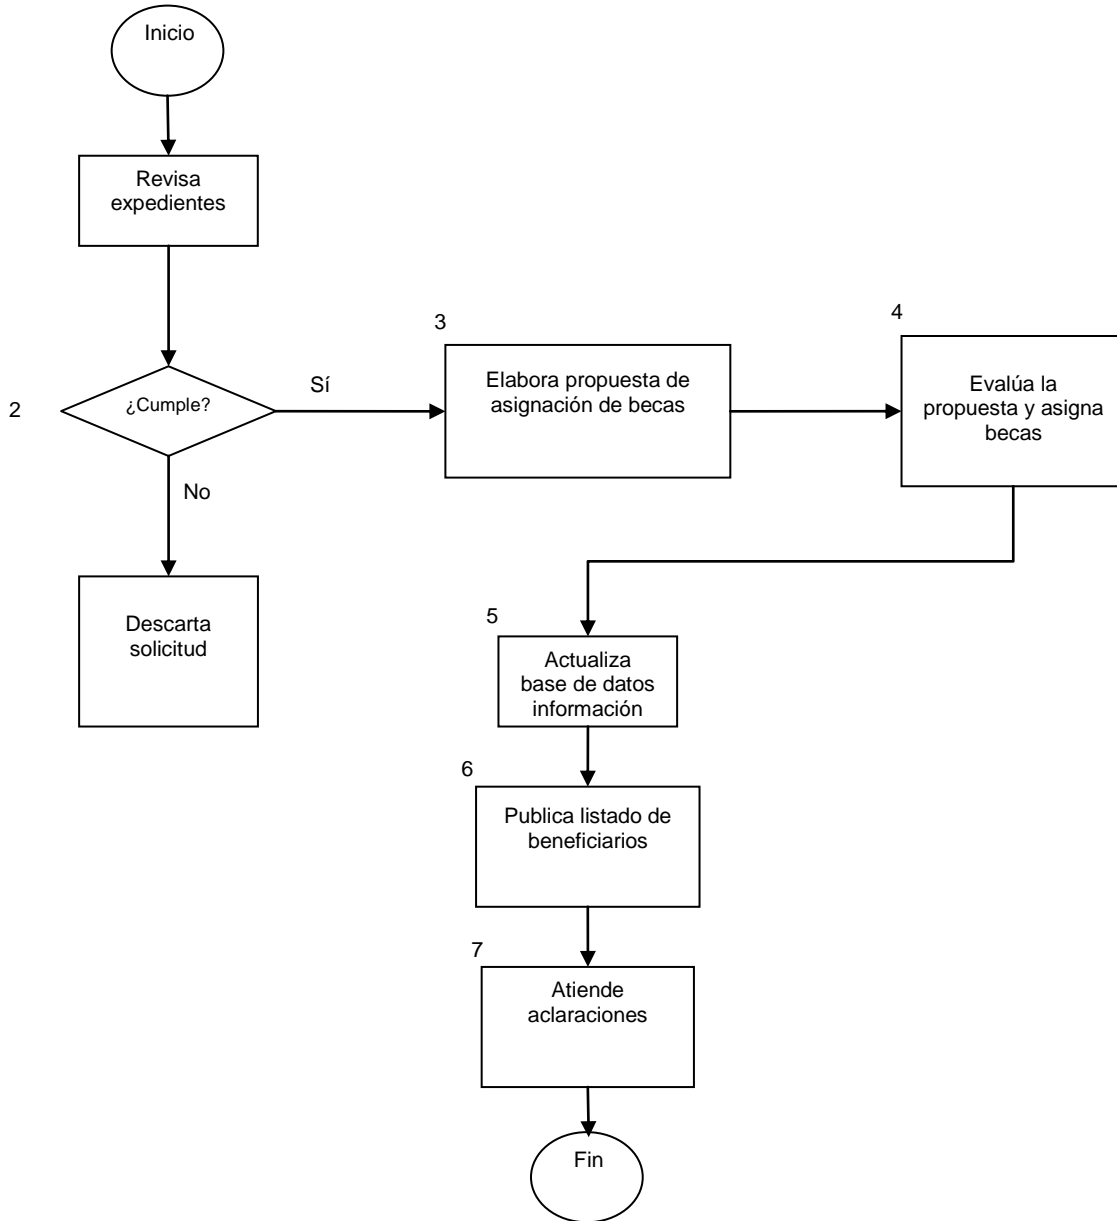 Inicio
Revisa
expedientes
2
¿Cumple?
Sí
No
Descarta
solicitud
3
Elabora propuesta de
asignación de becas
4
Evalúa la
propuesta y asigna
becas
5
Actualiza
base de datos
información
6
Publica listado de
beneficiarios
7
Atiende
aclaraciones
Fin